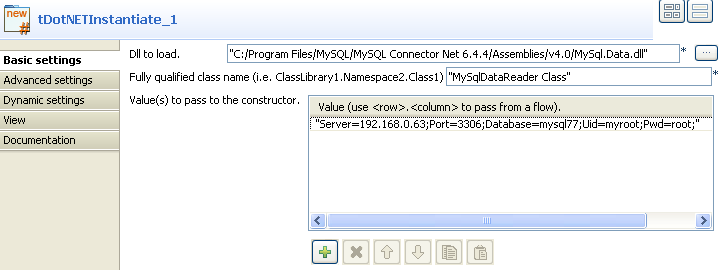 new
#
tDotNETInstantiate_1
Basic settings
Advanced settings
Dynamic settings
View
Documentation
Dll to load. "C:/Program Files/MySQL/MySQL Connector Net 6.4.4/Assemblies/v4.0/MySql.Data.dll" * ...
Fully qualified class name (i.e. ClassLibrary1.Namespace2.Class1) "MySqlDataReader Class" *
Value(s) to pass to the constructor.
Value (use <row>.<column> to pass from a flow).
"Server=192.168.0.63;Port=3306;Database=mysql77;Uid=myroot;Pwd=root;"